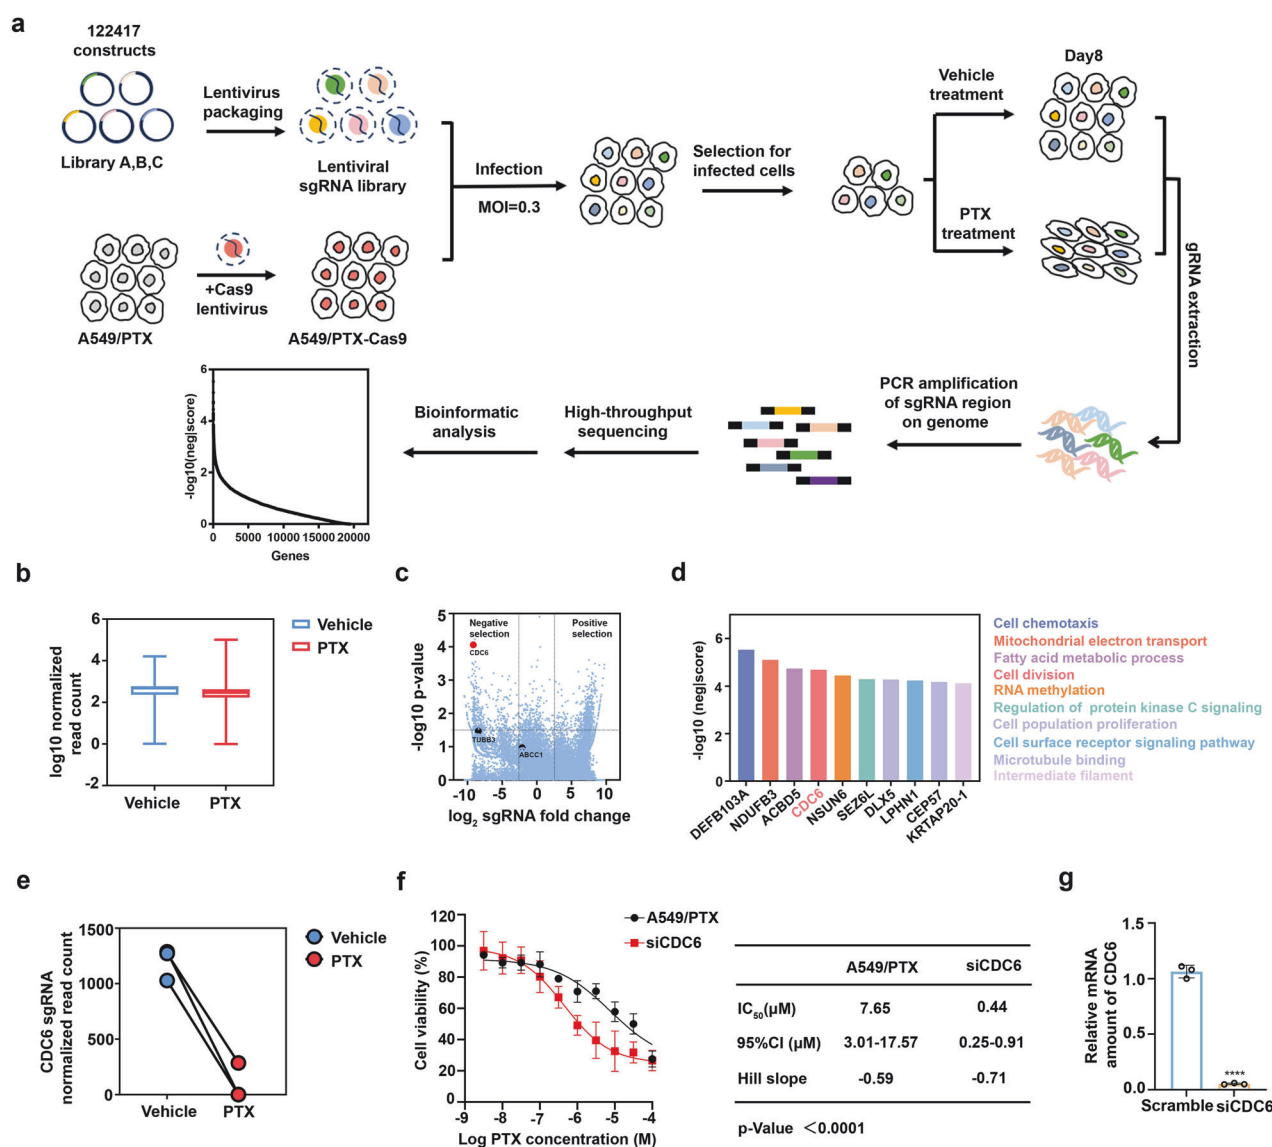 a
122417
constructs
Library A,B,C
Lentivirus
packaging
Lentiviral
sgRNA library
A549/PTX
+Cas9
lentivirus
A549/PTX-Cas9
Infection
MOI=0.3
Selection for
infected cells
Vehicle
treatment
PTX
treatment
Day8
gRNA extraction
PCR amplification
of sgRNA region
on genome
High-throughput
sequencing
Bioinformatic
analysis
-log10(neg|score)
6
4
2
0
0 5000 10000 15000 20000
Genes
b
log10 normalized
read count
6
4
2
0
-2
Vehicle PTX
Vehicle
PTX
c
-log10 p-value
5
4
3
2
1
0
Negative
selection
Positive
selection
CDC6
TUBB3
ABCC1
-10 -5 0 5 10
log2 sgRNA fold change
d
-log10 (neg|score)
6
4
2
0
DEFB103A
NDUFB3
ACBD5
CDC6
NSUN6
SEZ6L
DLX5
LPHN1
CEP57
KRTAP20-1
Cell chemotaxis
Mitochondrial electron transport
Fatty acid metabolic process
Cell division
RNA methylation
Regulation of protein kinase C signaling
Cell population proliferation
Cell surface receptor signaling pathway
Microtubule binding
Intermediate filament
e
CDC6 sgRNA
normalized read count
1500
1000
500
0
Vehicle PTX
Vehicle
PTX
f
Cell viability (%)
120
100
80
60
40
20
0
-9 -8 -7 -6 -5 -4
Log PTX concentration (M)
A549/PTX
siCDC6
A549/PTX siCDC6
IC50(μM) 7.65 0.44
95%CI (μM) 3.01-17.57 0.25-0.91
Hill slope -0.59 -0.71
p-Value <0.0001
g
Relative mRNA
amount of CDC6
1.5
1.0
0.5
0.0
****
Scramble siCDC6